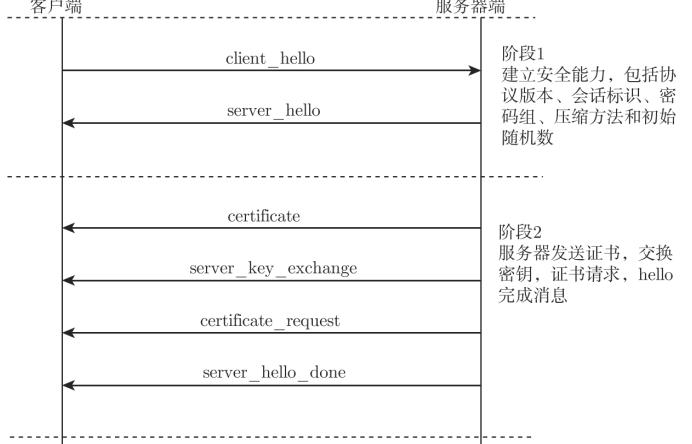 客户端
服务器端
client_hello
server_hello
阶段1
建立安全能力，包括协
议版本、会话标识、密
码组、压缩方法和初始
随机数
certificate
server_key_exchange
certificate_request
server_hello_done
阶段2
服务器发送证书，交换
密钥，证书请求，hello
完成消息